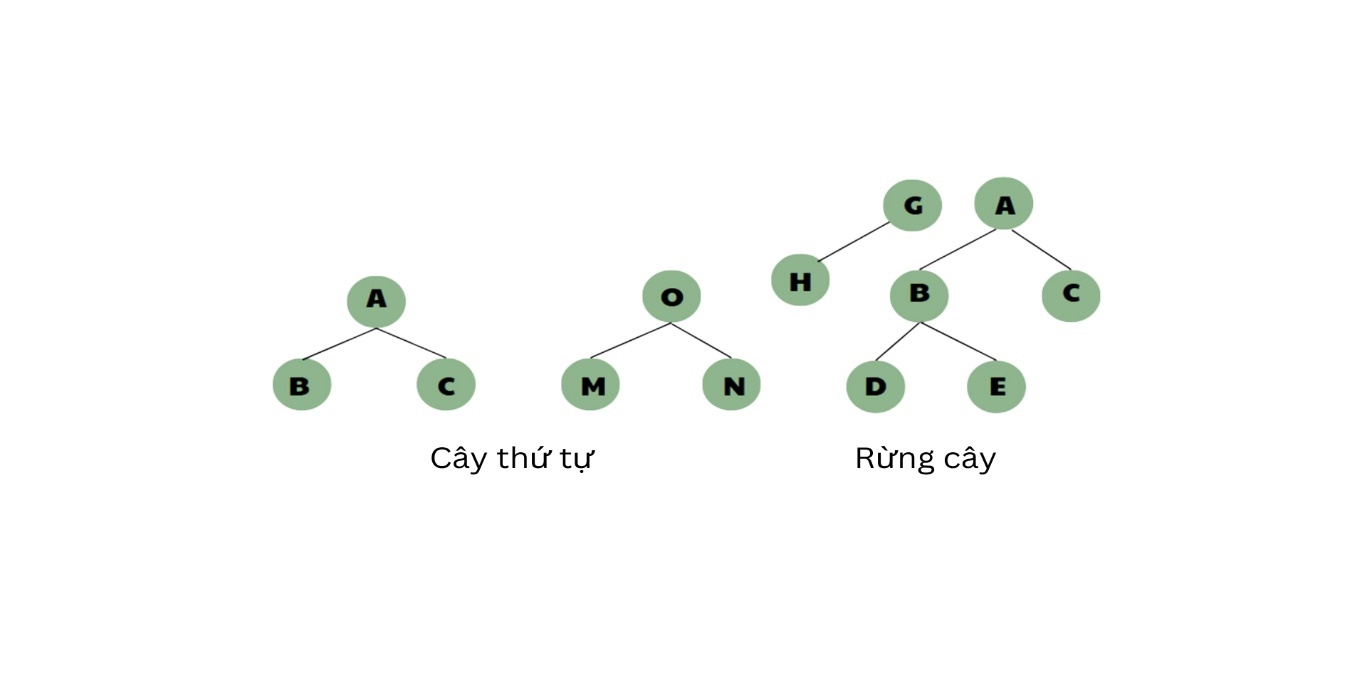 G A
H B C
A O
B C M N D E
Cây thứ tự
Rừng cây